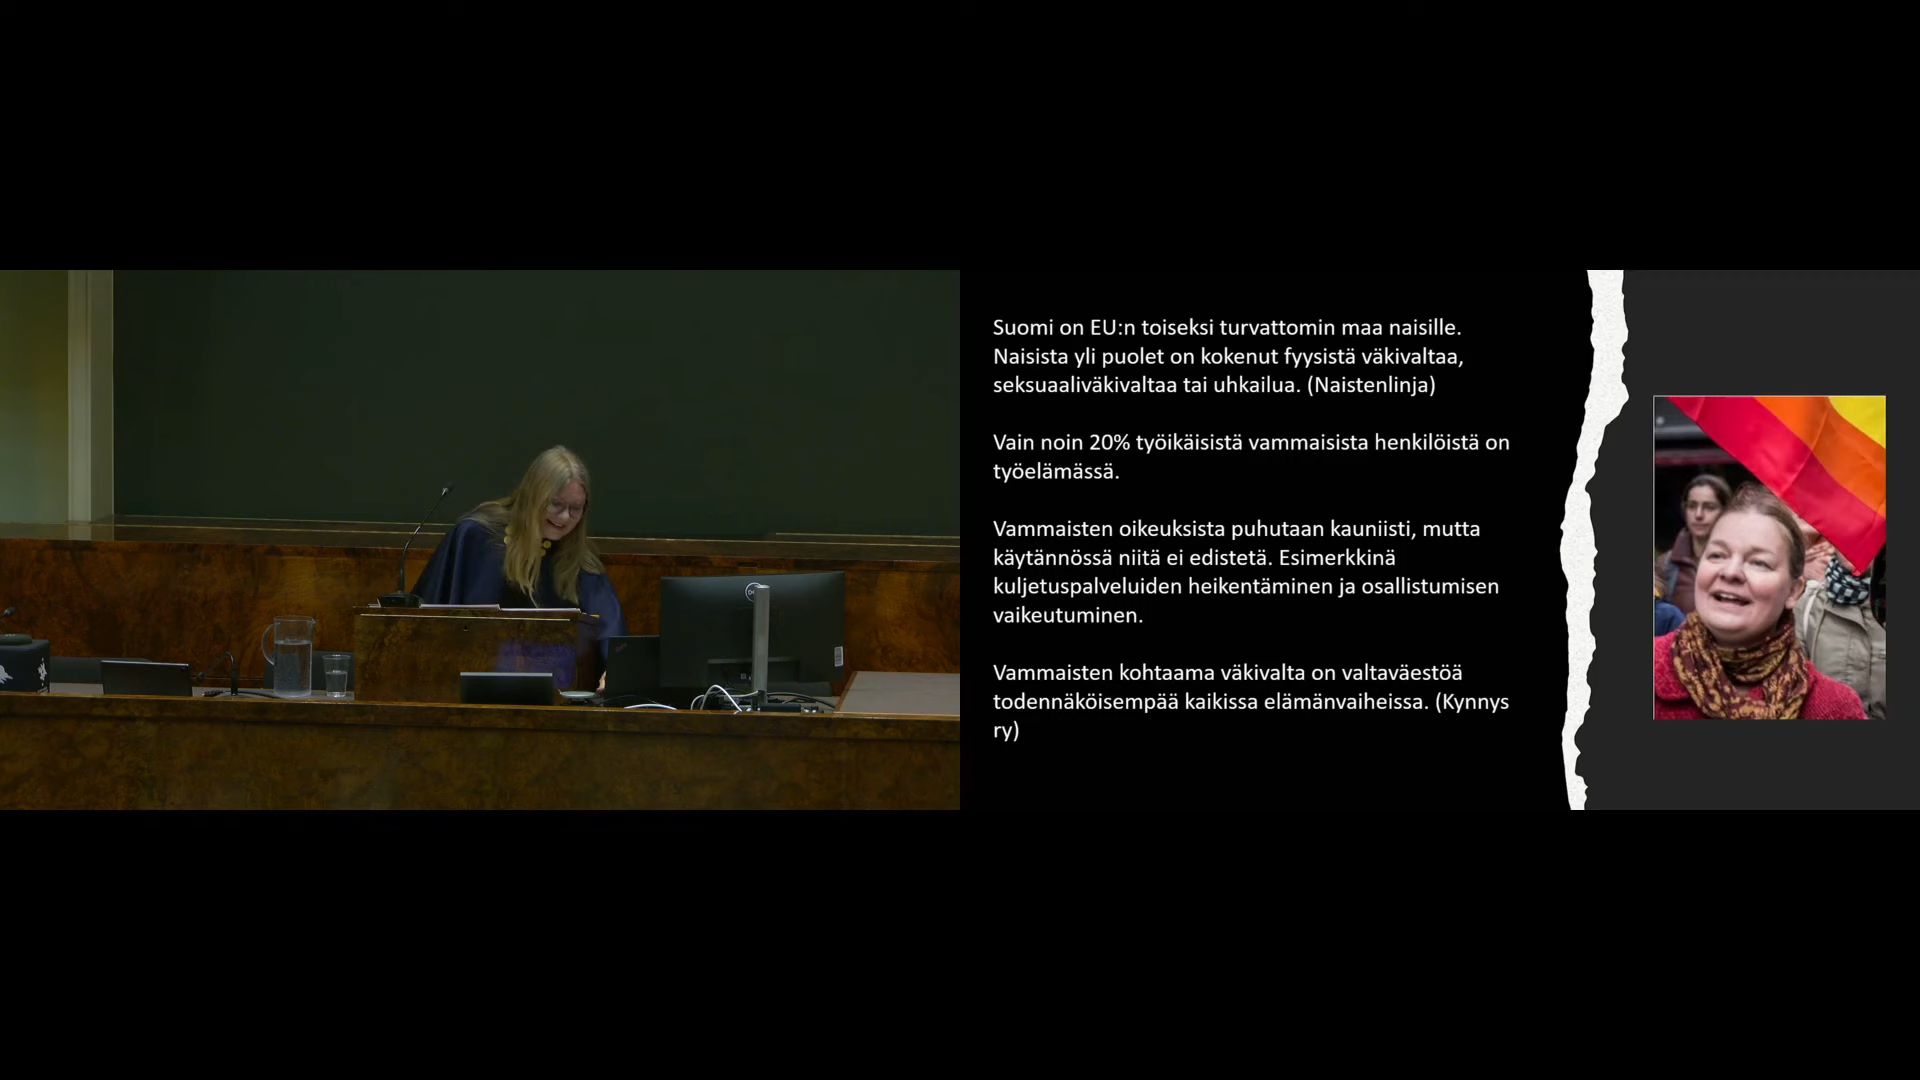 Suomi on EU:n toiseksi turvattomin maa naisille.
Naisista yli puolet on kokenut fyysistä väkivaltaa,
seksuaaliväkivaltaa tai uhkailua. (Naistenlinja)
Vain noin 20% työikäisistä vammaisista henkilöistä on
työelämässä.
Vammaisten oikeuksista puhutaan kauniisti, mutta
käytännössä niitä ei edistetä. Esimerkkinä
kuljetuspalveluiden heikentäminen ja osallistumisen
vaikeutuminen.
Vammaisten kohtaama väkivalta on valtaväestöä
todennäköisempää kaikissa elämänvaiheissa. (Kynnys
ry)